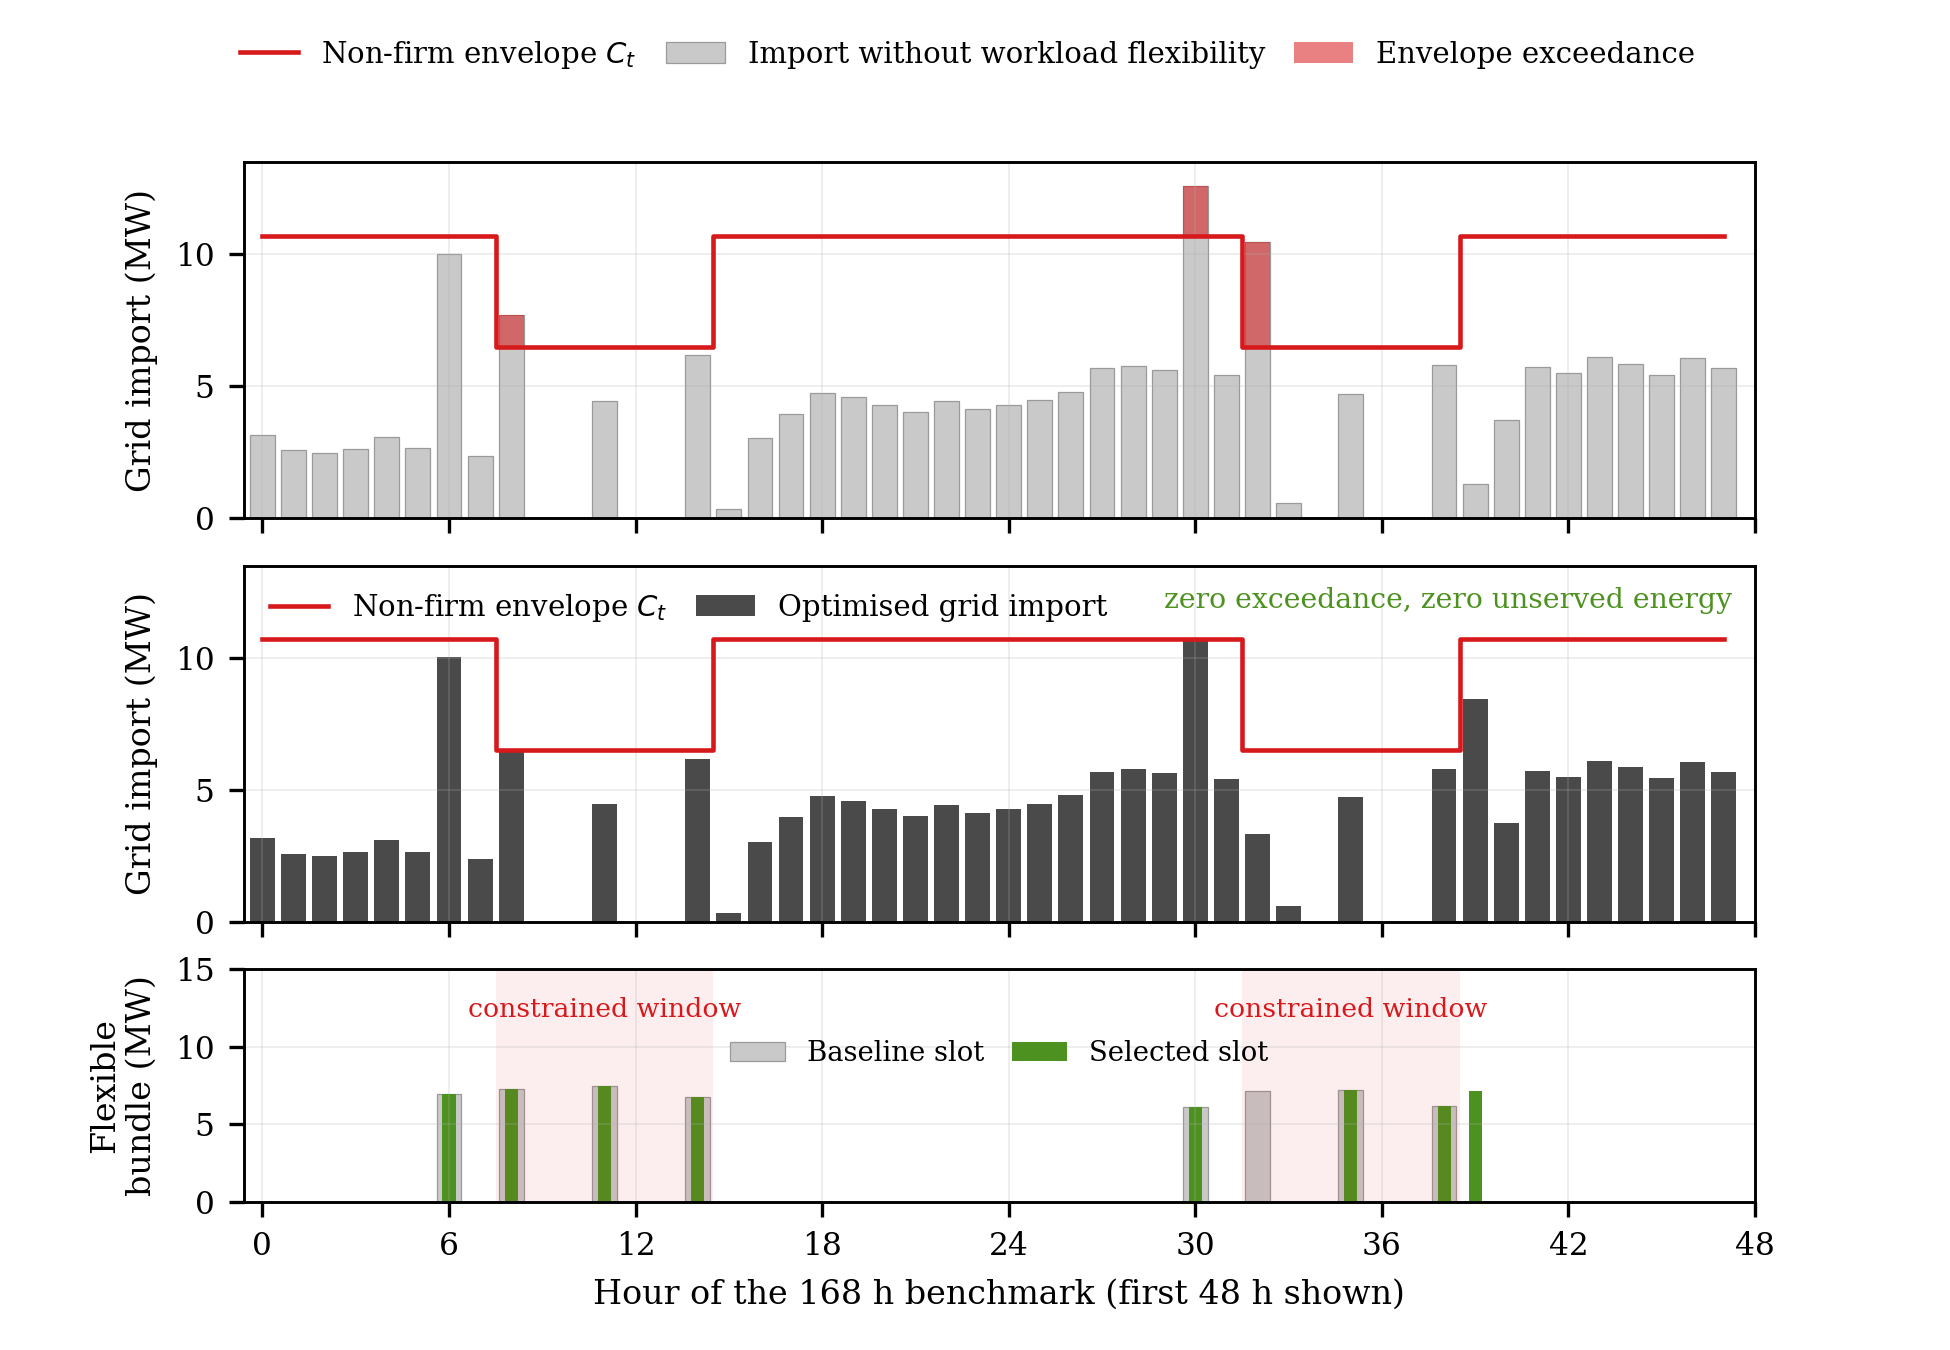 Non-firm envelope Cₜ Import without workload flexibility Envelope exceedance
Grid import (MW)
10
5
0
Non-firm envelope Cₜ Optimised grid import zero exceedance, zero unserved energy
Grid import (MW)
10
5
0
Flexible
bundle (MW)
15
10
5
0
constrained window constrained window
Baseline slot Selected slot
0 6 12 18 24 30 36 42 48
Hour of the 168 h benchmark (first 48 h shown)